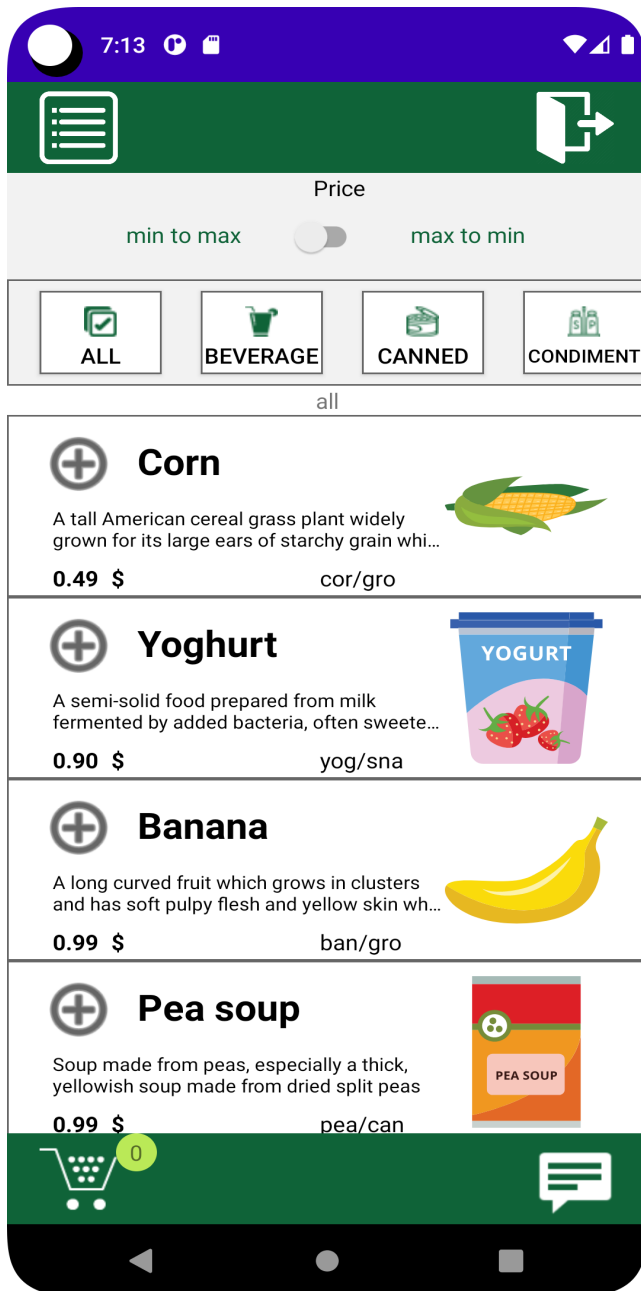 7:13
Price
min to max
max to min
ALL
BEVERAGE
CANNED
CONDIMENT
S P
all
Corn
A tall American cereal grass plant widely
grown for its large ears of starchy grain whi...
0.49 $
cor/gro
Yoghurt
A semi-solid food prepared from milk
fermented by added bacteria, often sweete...
0.90 $
yog/sna
YOGURT
Banana
A long curved fruit which grows in clusters
and has soft pulpy flesh and yellow skin wh...
0.99 $
ban/gro
Pea soup
Soup made from peas, especially a thick,
yellowish soup made from dried split peas
0.99 $
pea/can
PEA SOUP
0